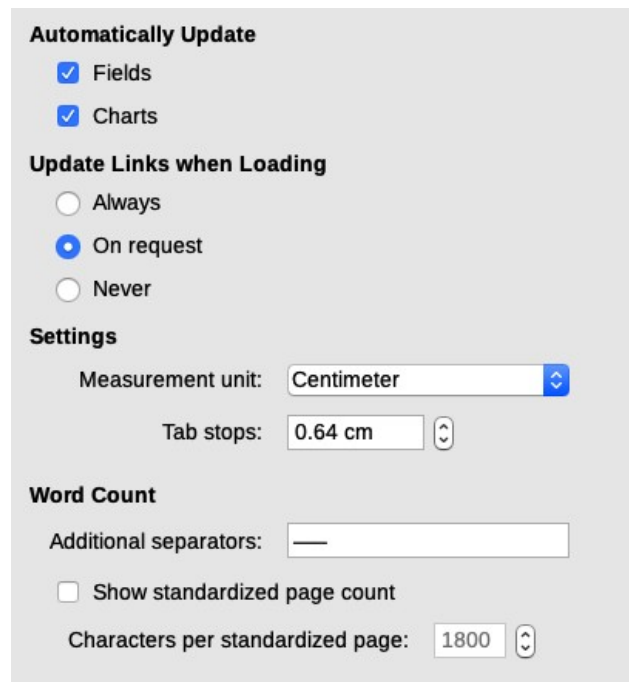 Automatically Update
Fields
Charts
Update Links when Loading
Always
On request
Never
Settings
Measurement unit: Centimeter
Tab stops: 0.64 cm
Word Count
Additional separators: —–
Show standardized page count
Characters per standardized page: 1800